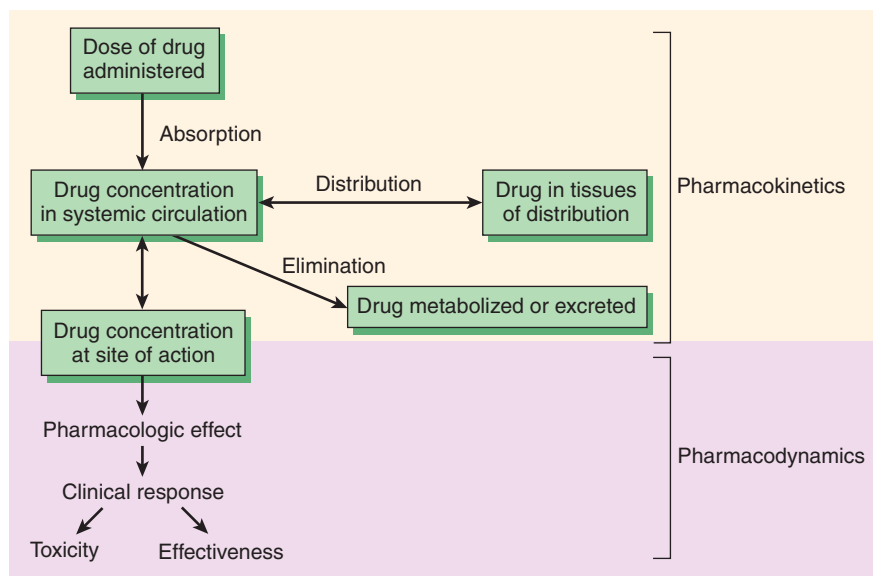 Dose of drug
administered
Absorption
Drug concentration
in systemic circulation
Distribution
Drug in tissues
of distribution
Pharmacokinetics
Elimination
Drug metabolized or excreted
Drug concentration
at site of action
Pharmacologic effect
Pharmacodynamics
Clinical response
Toxicity
Effectiveness